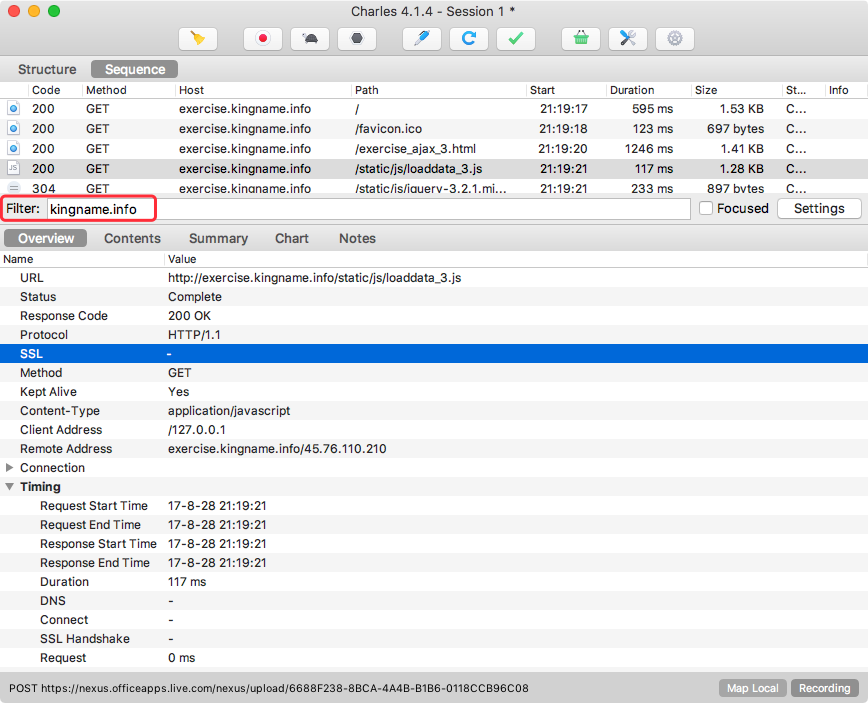 Charles 4.1.4 - Session 1 *
Structure Sequence
Code Method Host Path Start Duration Size St... Info
200 GET exercise.kingname.info / 21:19:17 595 ms 1.53 KB C...
200 GET exercise.kingname.info /favicon.ico 21:19:18 123 ms 697 bytes C...
200 GET exercise.kingname.info /exercise_ajax_3.html 21:19:20 1246 ms 1.41 KB C...
JS 200 GET exercise.kingname.info /static/js/loaddata_3.js 21:19:21 117 ms 1.28 KB C...
304 GET exercise.kingname.info /static/js/jquery-3.2.1.mi... 21:19:21 233 ms 897 bytes C...
Filter: kingname.info Focused Settings
Overview Contents Summary Chart Notes
Name Value
URL http://exercise.kingname.info/static/js/loaddata_3.js
Status Complete
Response Code 200 OK
Protocol HTTP/1.1
SSL -
Method GET
Kept Alive Yes
Content-Type application/javascript
Client Address /127.0.0.1
Remote Address exercise.kingname.info/45.76.110.210
Connection
Timing
Request Start Time 17-8-28 21:19:21
Request End Time 17-8-28 21:19:21
Response Start Time 17-8-28 21:19:21
Response End Time 17-8-28 21:19:21
Duration 117 ms
DNS -
Connect -
SSL Handshake -
Request 0 ms
POST https://nexus.officeapps.live.com/nexus/upload/6688F238-8BCA-4A4B-B1B6-0118CCB96C08 Map Local Recording